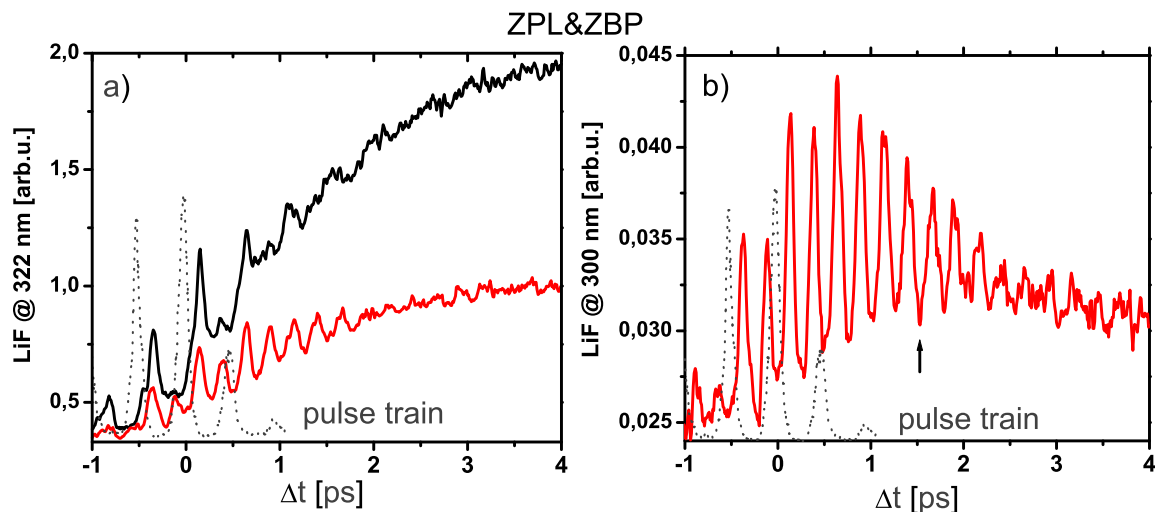 ZPL&ZBP
a)
LiF @ 322 nm [arb.u.]
2,0
1,5
1,0
0,5
pulse train
-1 0 1 2 3 4
Δt [ps]
b)
LiF @ 300 nm [arb.u.]
0,045
0,040
0,035
0,030
0,024
pulse train
-1 0 1 2 3 4
Δt [ps]